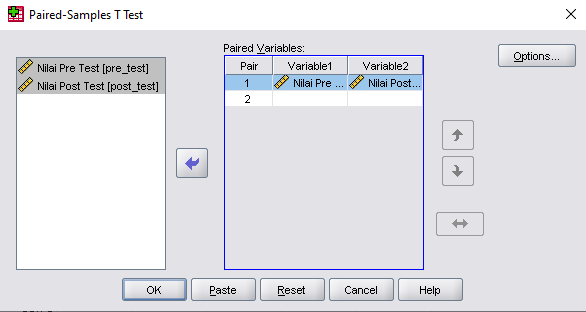 Paired-Samples T Test
Nilai Pre Test [pre_test]
Nilai Post Test [post_test]
Paired Variables:
Pair Variable1 Variable2
1 Nilai Pre ... Nilai Post...
2
Options...
OK Paste Reset Cancel Help